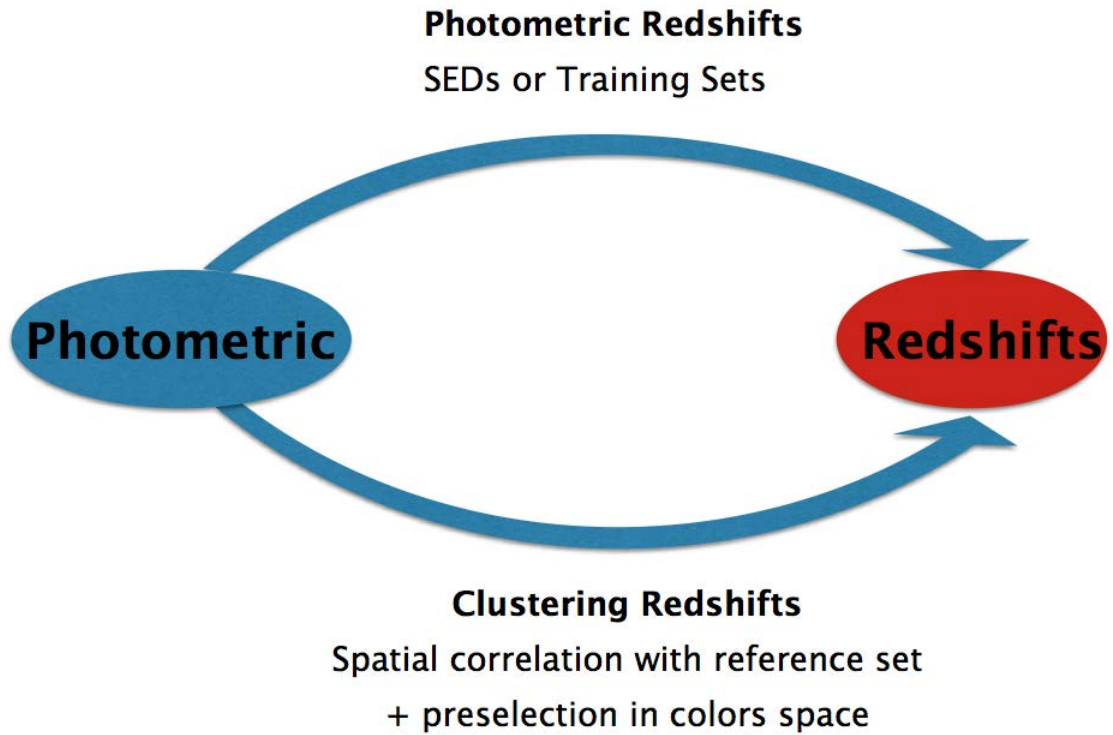 Photometric Redshifts
SEDs or Training Sets
Photometric
Redshifts
Clustering Redshifts
Spatial correlation with reference set
+ preselection in colors space